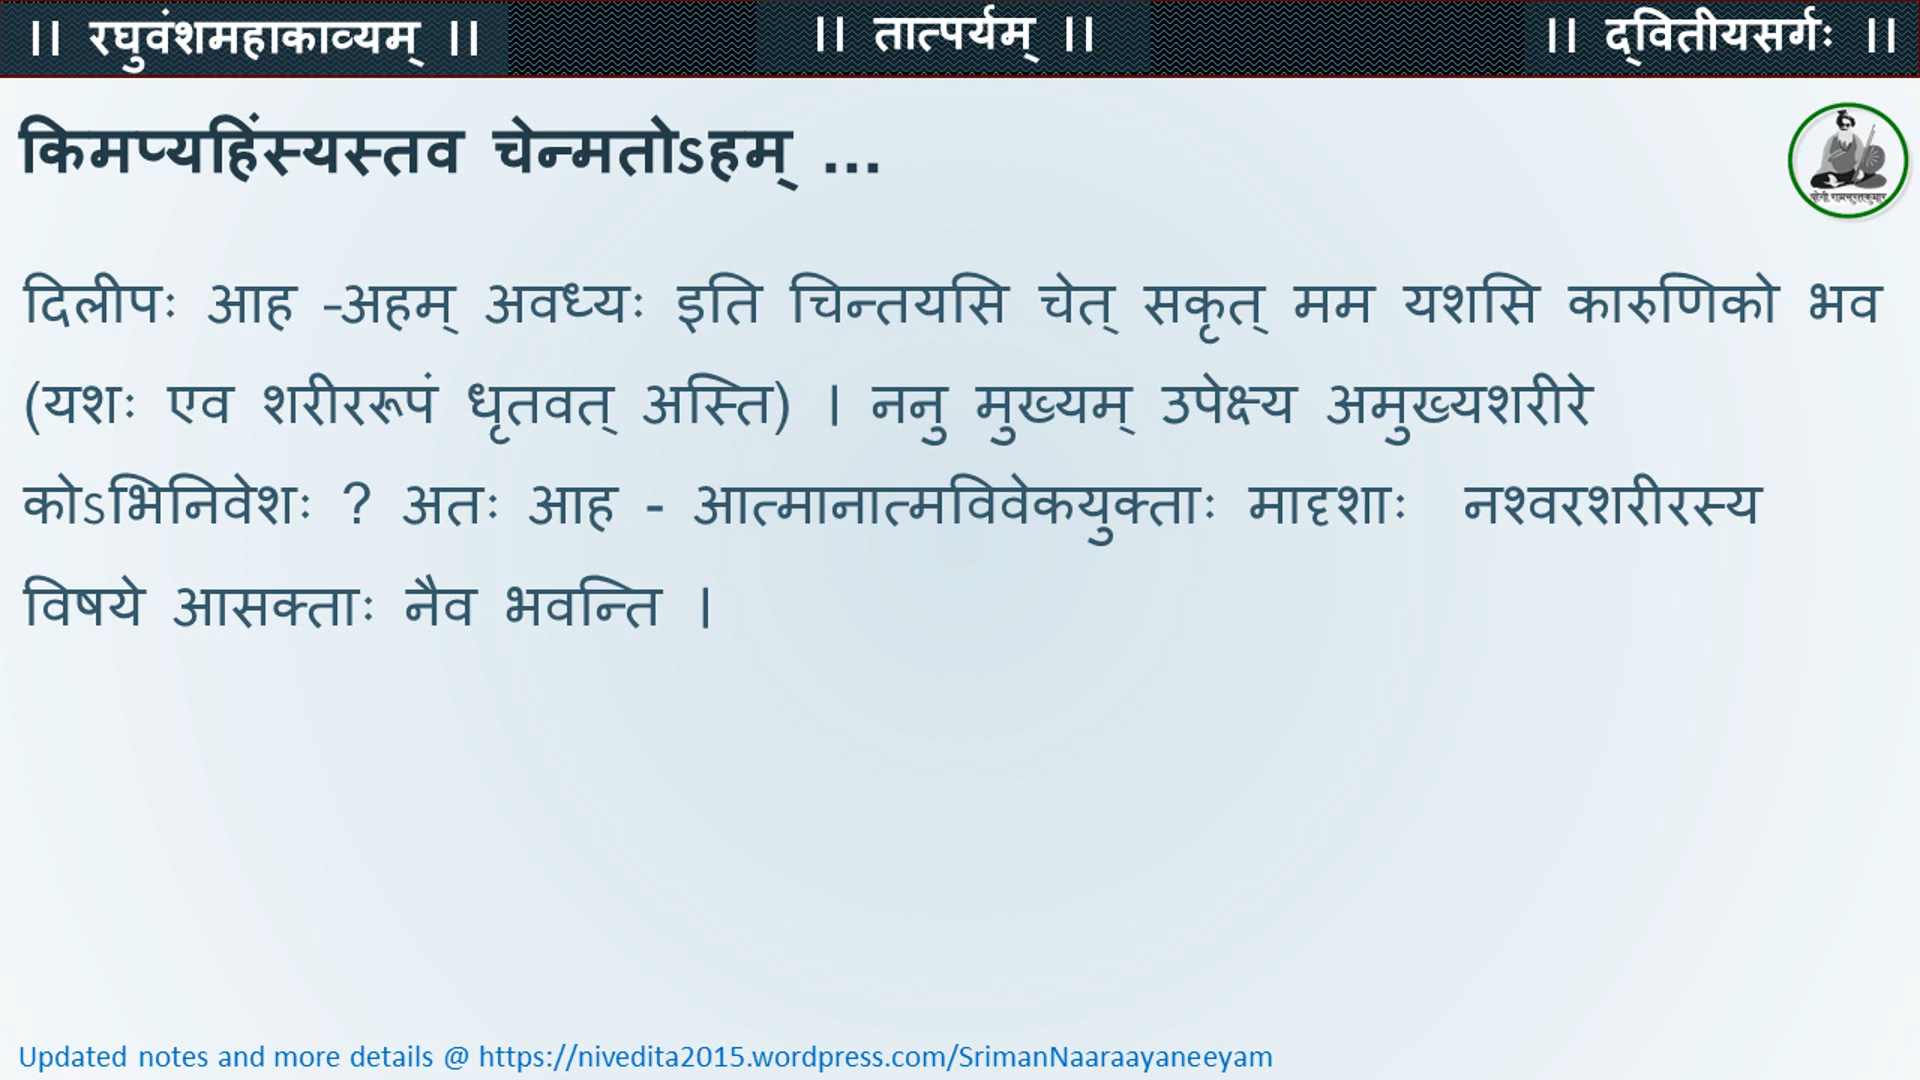 ।। रघुवंशमहाकाव्यम् ।। ।। तात्पर्यम् ।। ।। द्वितीयसर्गः ।।
किमप्यहिंस्यस्तव चेन्मतोऽहम् ...
दिलीपः आह -अहम् अवध्यः इति चिन्तयसि चेत् सकृत् मम यशसि कारुणिको भव
(यशः एव शरीररूपं धृतवत् अस्ति) । ननु मुख्यम् उपेक्ष्य अमुख्यशरीरे
कोऽभिनिवेशः ? अतः आह - आत्मानात्मविवेकयुक्ताः मादृशाः नश्वरशरीरस्य
विषये आसक्ताः नैव भवन्ति ।
Updated notes and more details @ https://nivedita2015.wordpress.com/SrimanNaaraayaneeyam